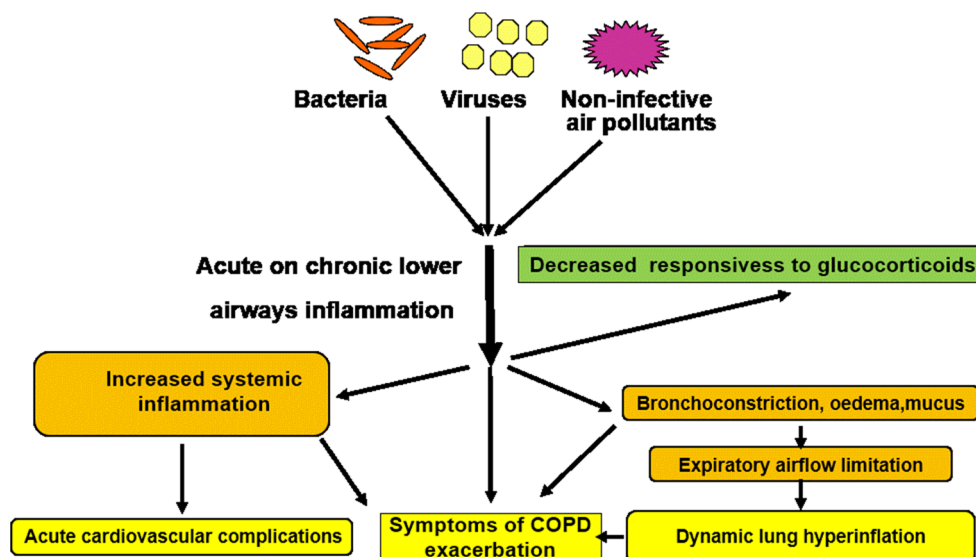 Bacteria
Viruses
Non-infective
air pollutants
Acute on chronic lower
airways inflammation
Decreased responsivess to glucocorticoids
Increased systemic
inflammation
Bronchoconstriction, oedema,mucus
Expiratory airflow limitation
Acute cardiovascular complications
Symptoms of COPD
exacerbation
Dynamic lung hyperinflation